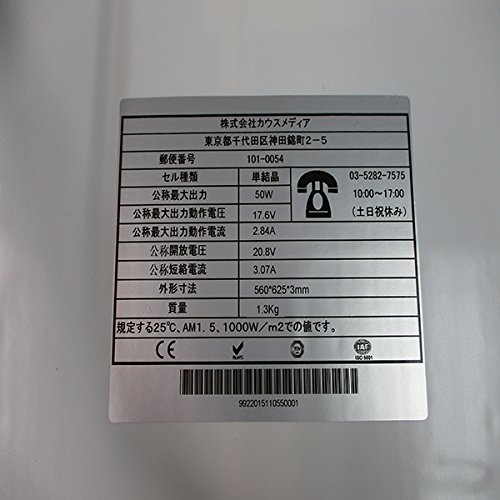 株式会社カウスメディア
東京都千代田区神田錦町2-5
郵便番号 101-0054
セル種類 単結晶 03-5282-7575
公称最大出力 50W 10:00~17:00
公称最大出力動作電圧 17.6V (土日祝休み)
公称最大出力動作電流 2.84A
公称開放電圧 20.8V
公称短絡電流 3.07A
外形寸法 560*625*3mm
質量 1.3Kg
規定する25℃、AM1.5、1000W/m2での値です。
CE RoHS IAF
ISO 9001
9922015110550001